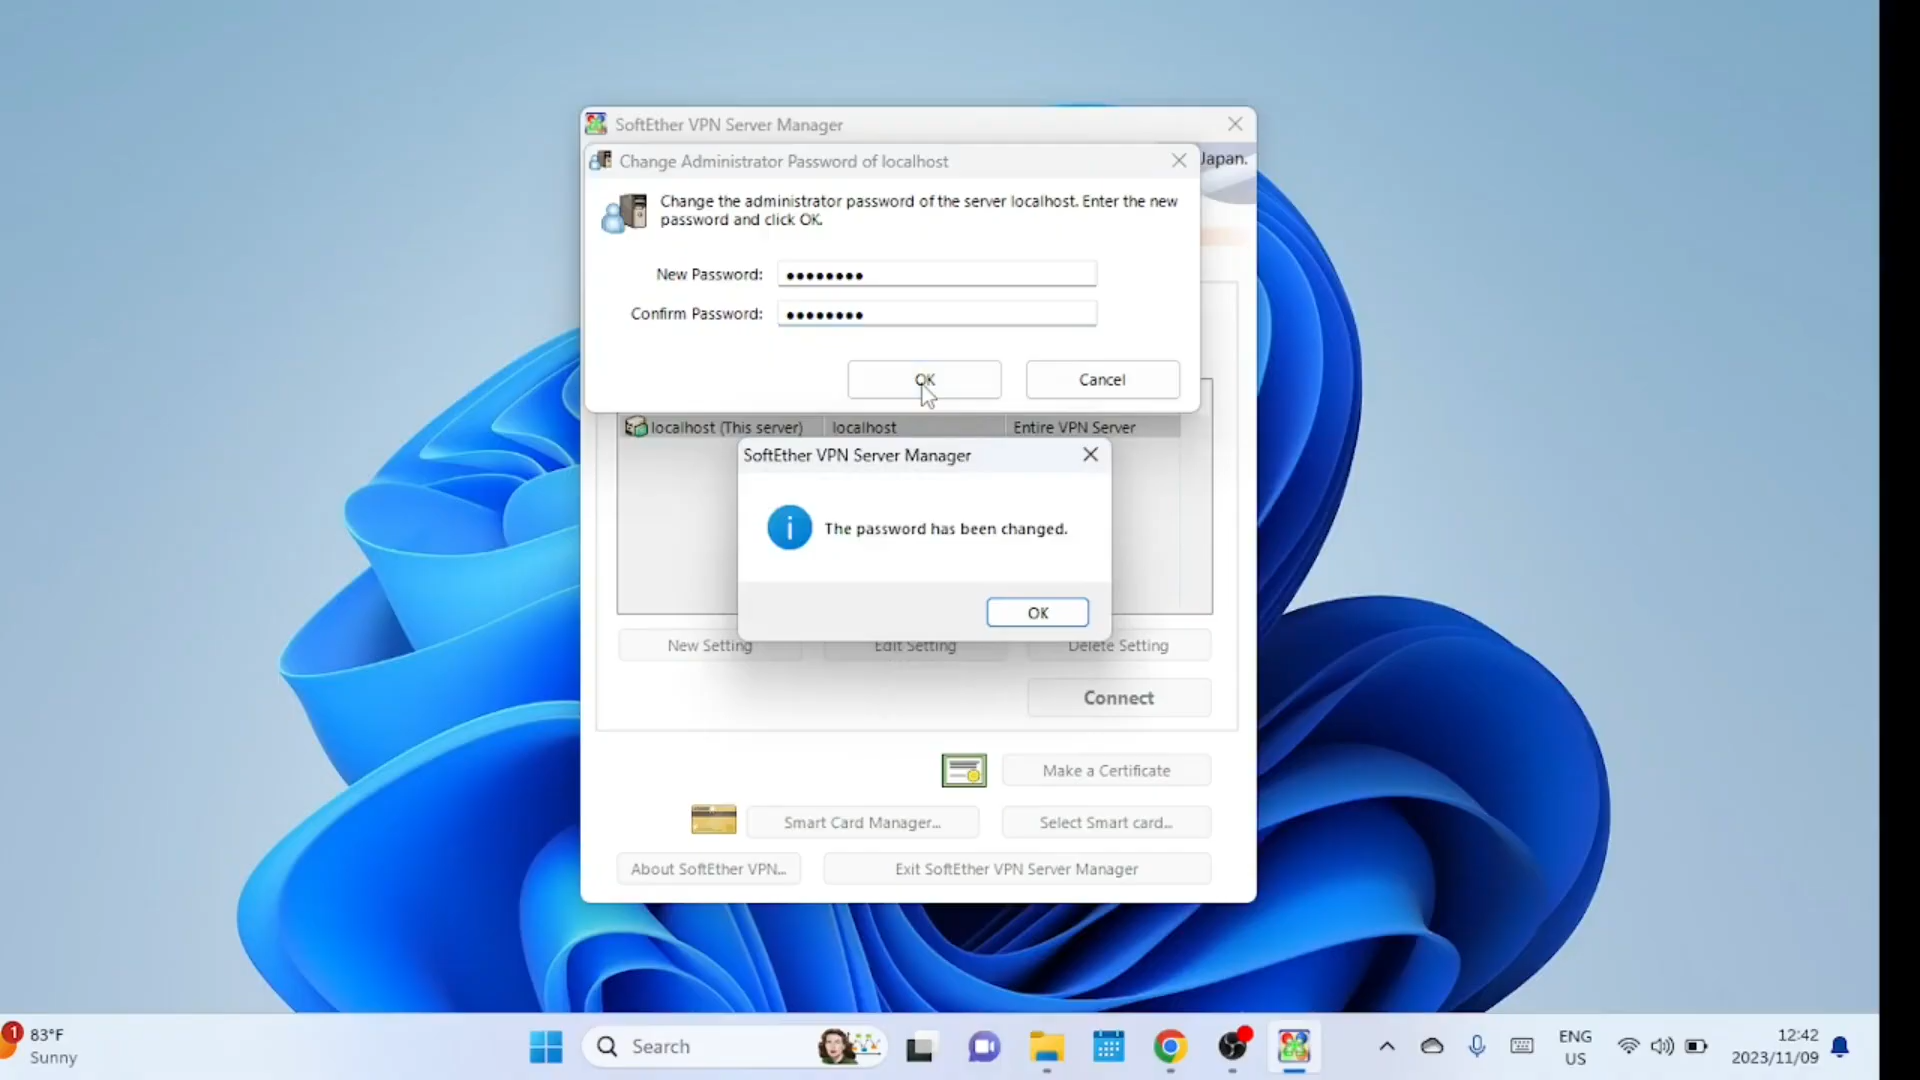 SoftEther VPN Server Manager
Change Administrator Password of localhost
Japan.
Change the administrator password of the server localhost. Enter the new
password and click OK.
New Password: ●●●●●●●●
Confirm Password: ●●●●●●●●
OK
Cancel
localhost (This server) localhost Entire VPN Server
SoftEther VPN Server Manager
The password has been changed.
OK
New Setting
Edit Setting
Delete Setting
Connect
Make a Certificate
Smart Card Manager...
Select Smart card...
About SoftEther VPN...
Exit SoftEther VPN Server Manager
1
83°F
Sunny
Search
ENG
US
12:42
2023/11/09